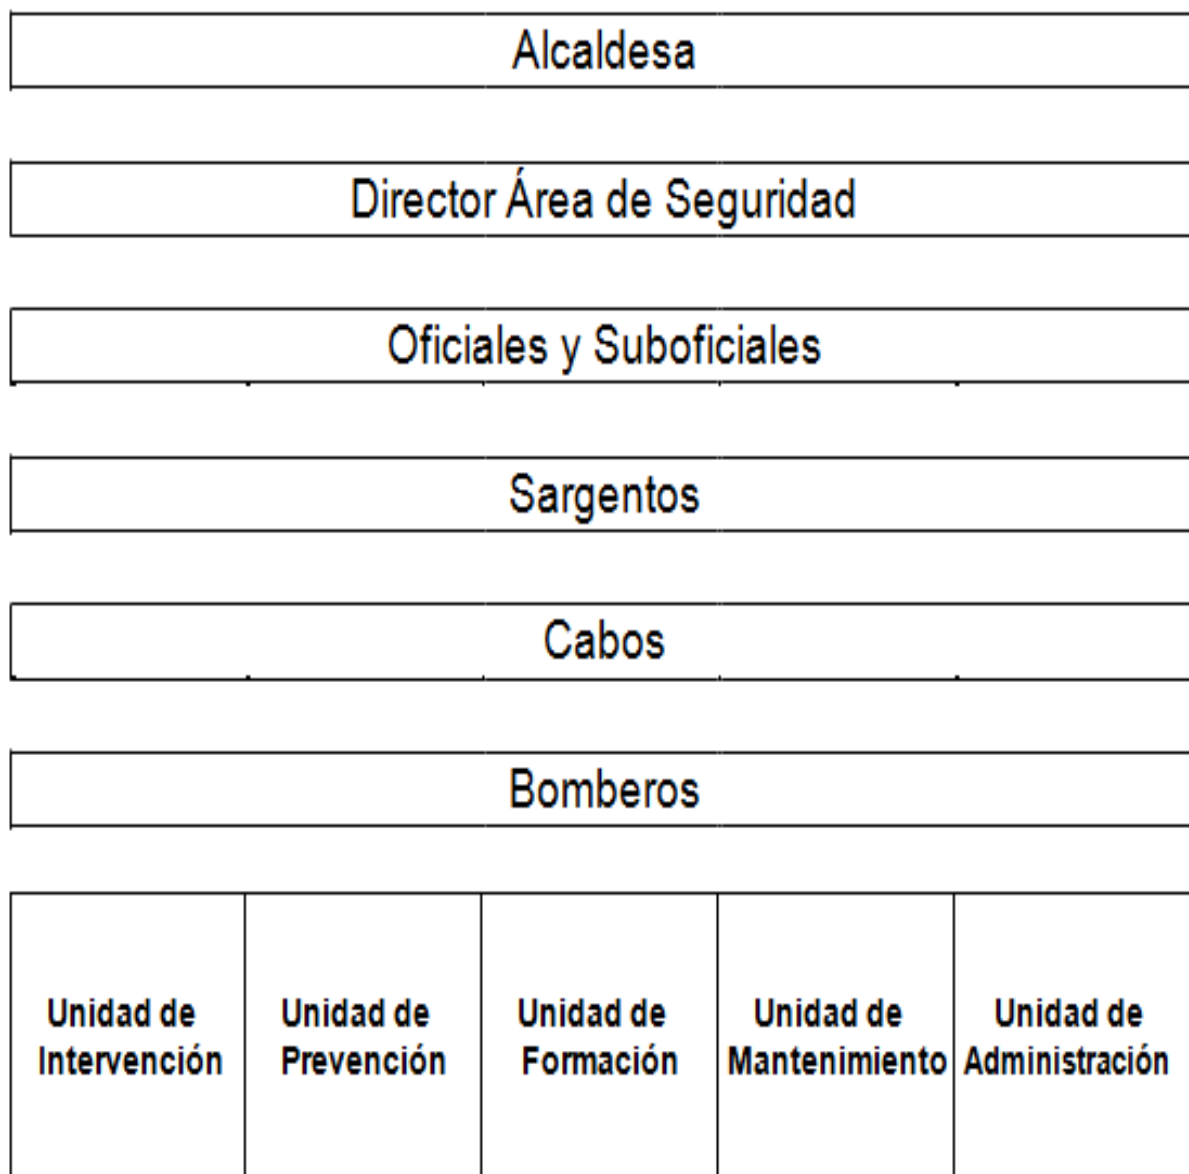 Alcaldesa
Director Área de Seguridad
Oficiales y Suboficiales
Sargentos
Cabos
Bomberos
Unidad de
Intervención
Unidad de
Prevención
Unidad de
Formación
Unidad de
Mantenimiento
Unidad de
Administración